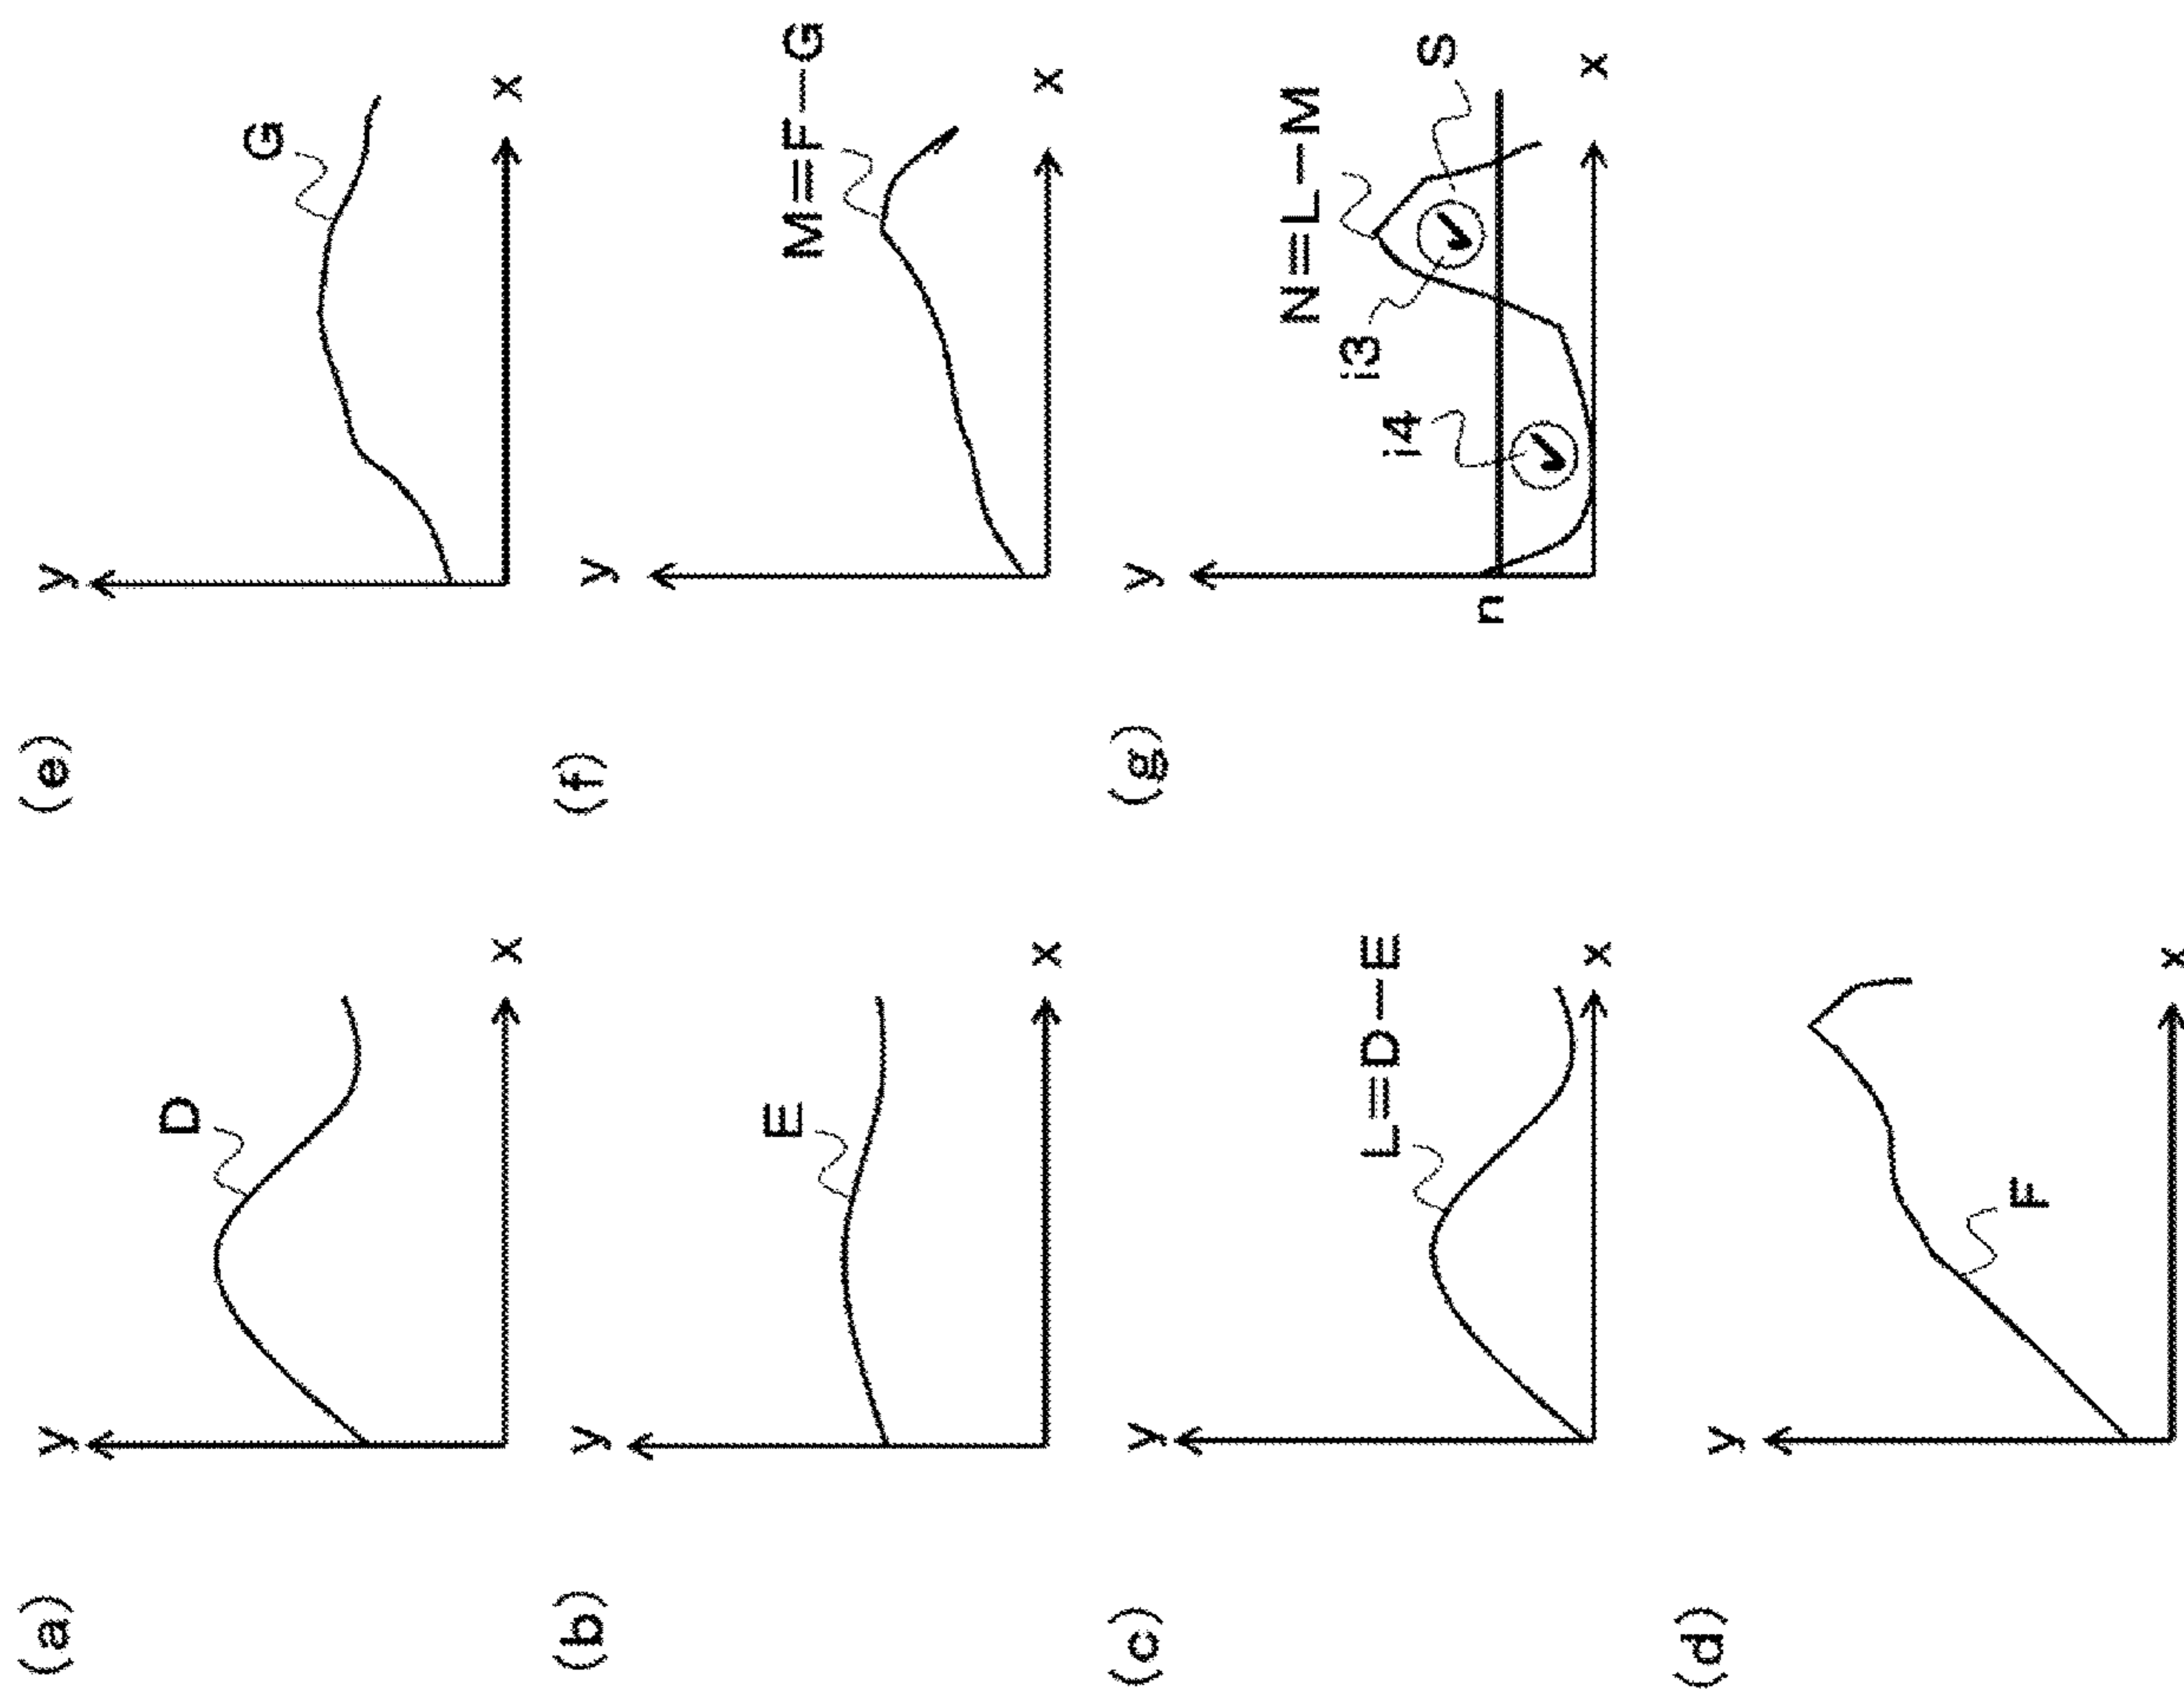 (a)
y
D
x
(b)
y
E
x
(c)
y
L=D-E
x
(d)
y
F
x
(e)
y
G
x
(f)
y
M=F-G
x
(g)
y
N=L-M
i4
i3
S
n
x